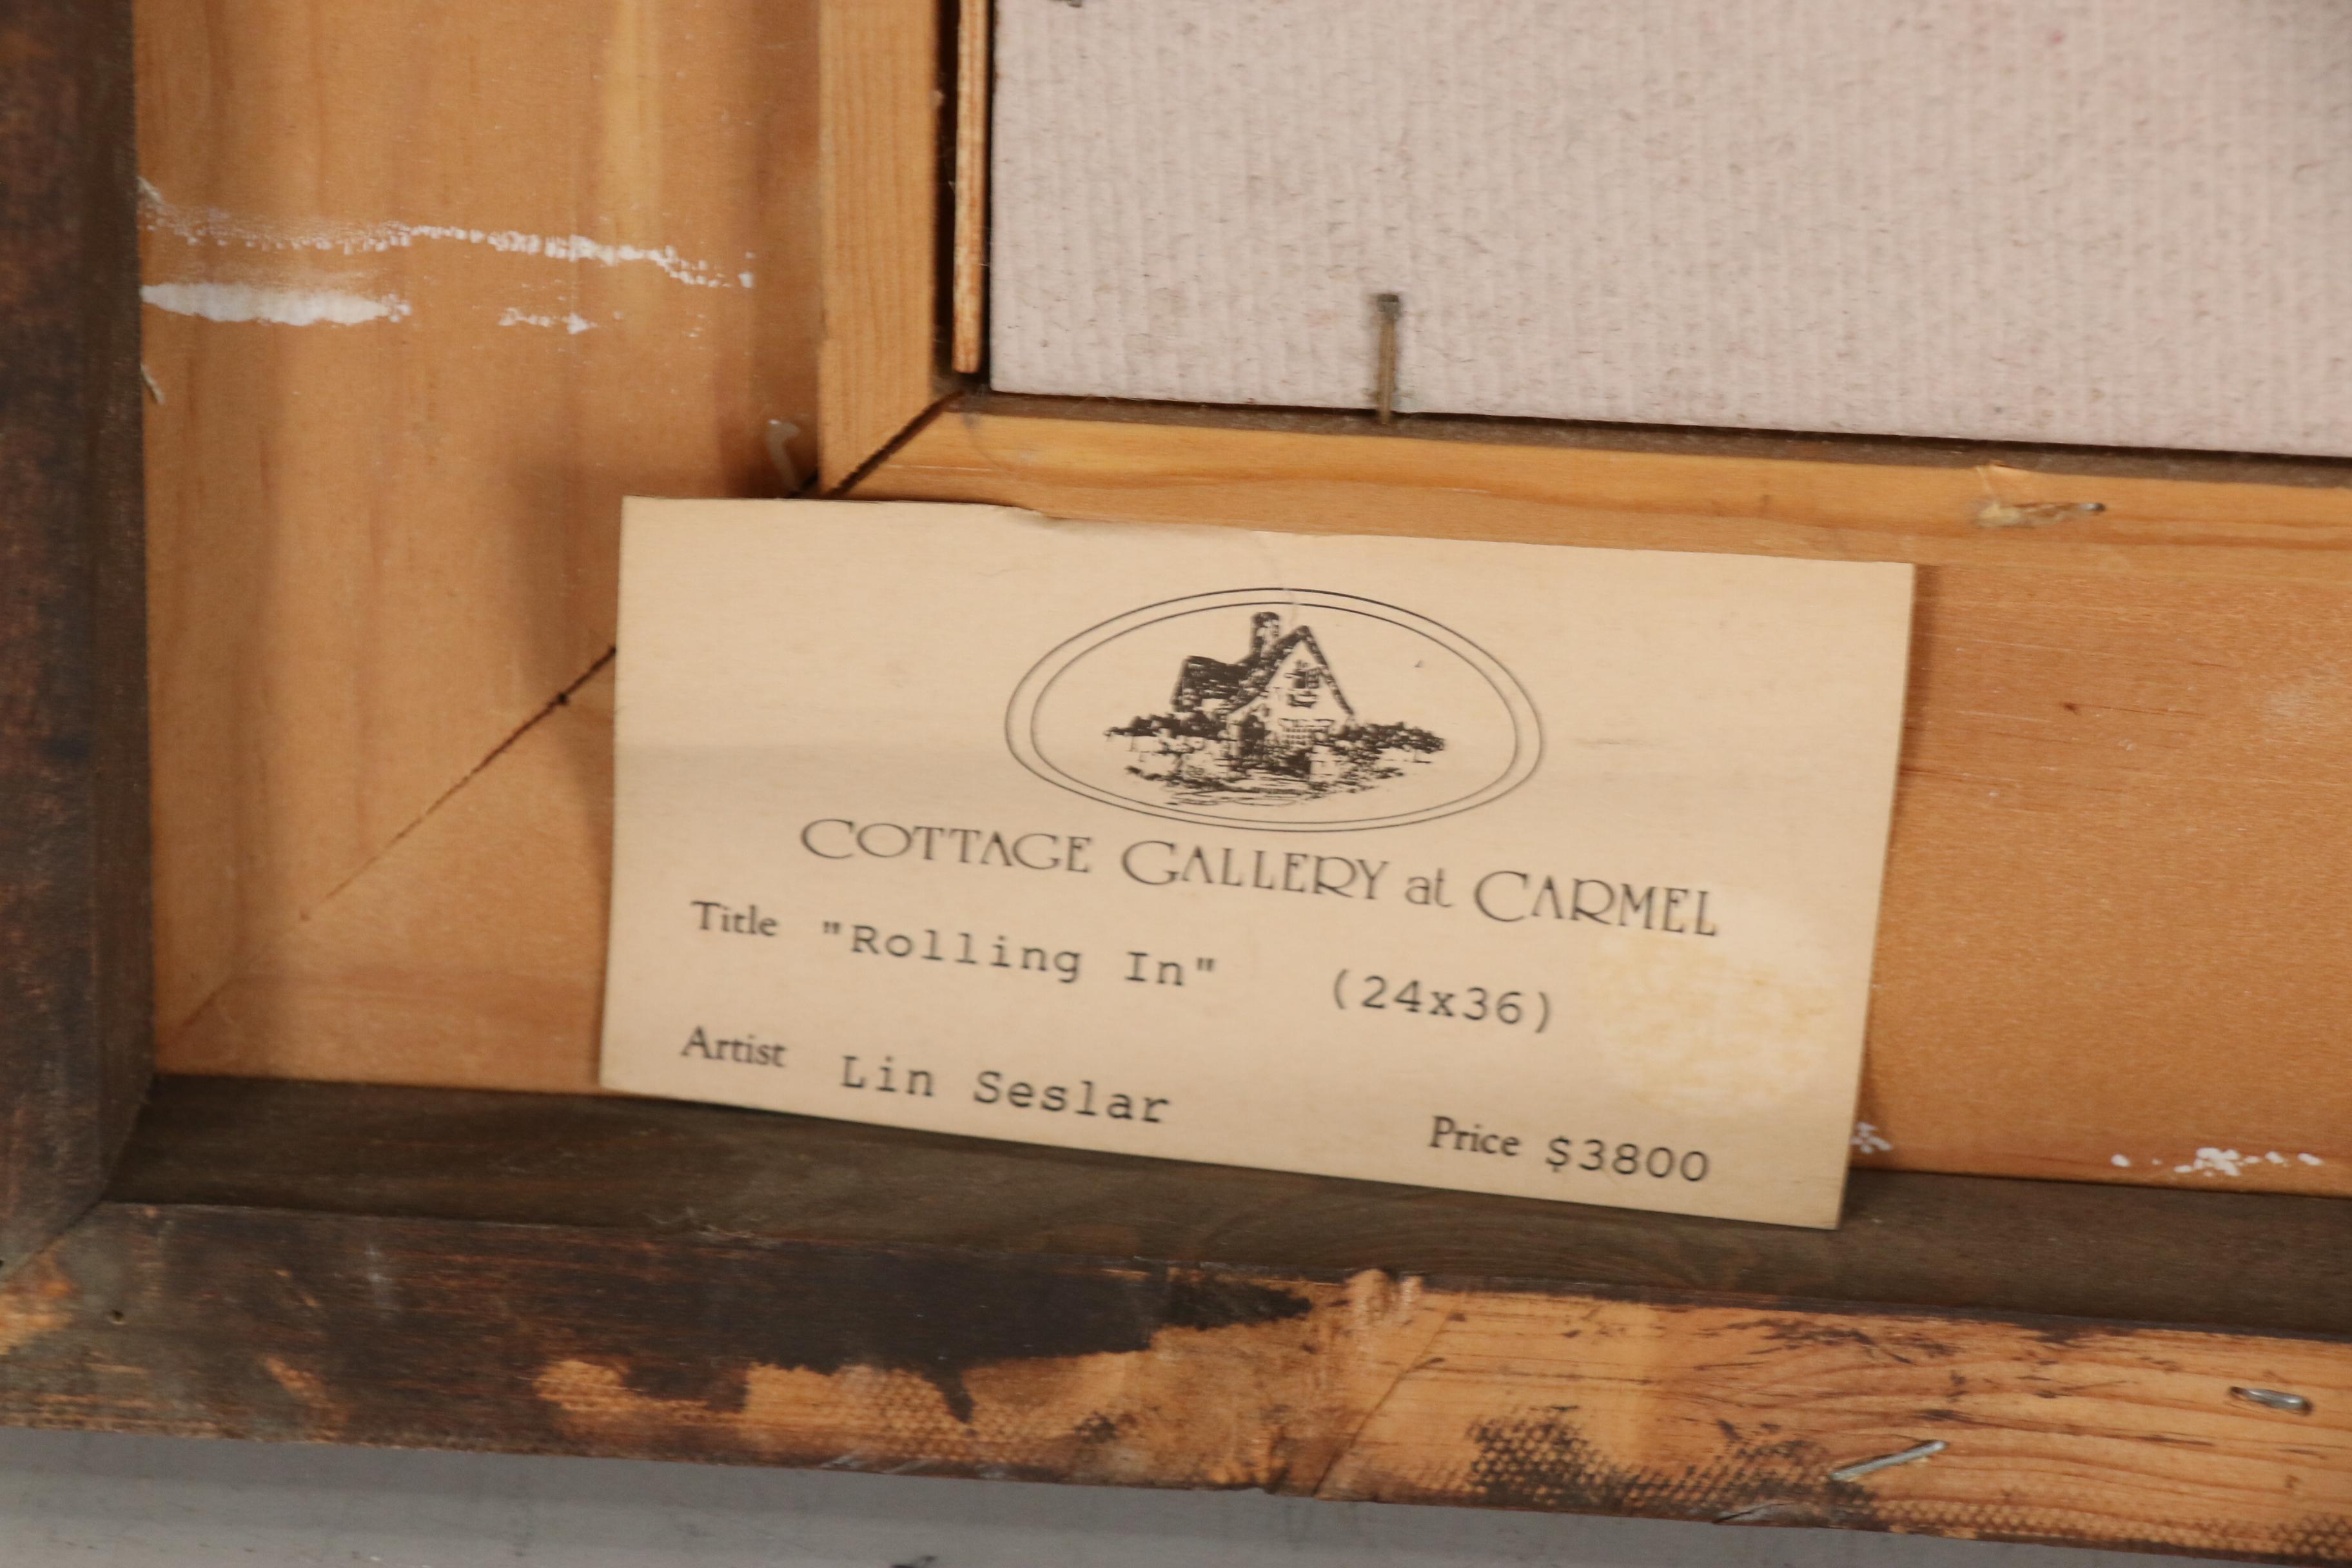 COTTAGE GALLERY at CARMEL
Title "Rolling In" (24x36)
Artist Lin Seslar
Price $3800